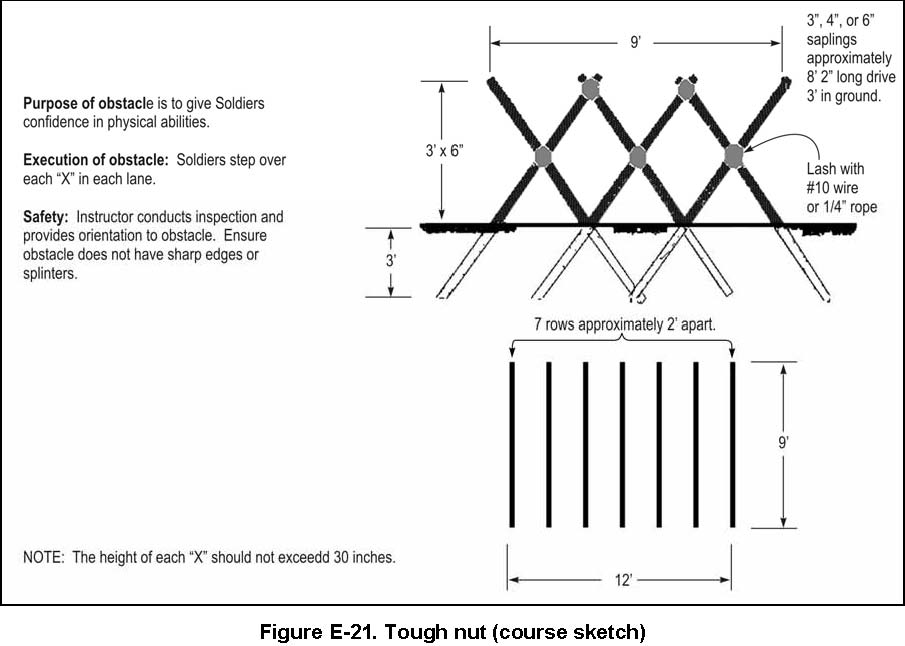 Purpose of obstacle is to give Soldiers
confidence in physical abilities.
Execution of obstacle: Soldiers step over
each “X” in each lane.
Safety: Instructor conducts inspection and
provides orientation to obstacle. Ensure
obstacle does not have sharp edges or
splinters.
9’
3”, 4”, or 6”
saplings
approximately
8’ 2” long drive
3’ in ground.
3’ x 6”
Lash with
#10 wire
or 1/4” rope
3’
7 rows approximately 2’ apart.
9’
12’
NOTE: The height of each “X” should not exceedd 30 inches.
Figure E-21. Tough nut (course sketch)